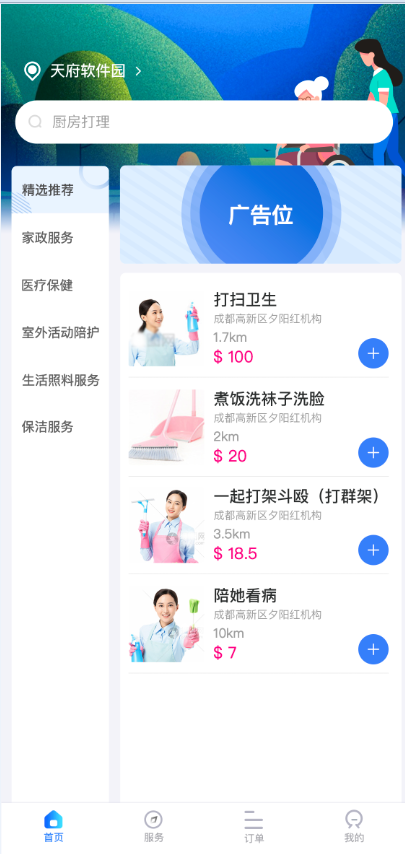 天府软件园
厨房打理
精选推荐
家政服务
医疗保健
室外活动陪护
生活照料服务
保洁服务
广告位
打扫卫生
成都高新区夕阳红机构
1.7km
$ 100
煮饭洗袜子洗脸
成都高新区夕阳红机构
2km
$ 20
一起打架斗殴（打群架）
成都高新区夕阳红机构
3.5km
$ 18.5
陪她看病
成都高新区夕阳红机构
10km
$ 7
首页
服务
订单
我的